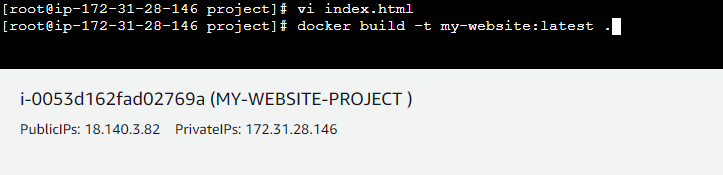 [root@ip-172-31-28-146 project]# vi index.html
[root@ip-172-31-28-146 project]# docker build -t my-website:latest .
i-0053d162fad02769a (MY-WEBSITE-PROJECT )
PublicIPs: 18.140.3.82 PrivateIPs: 172.31.28.146